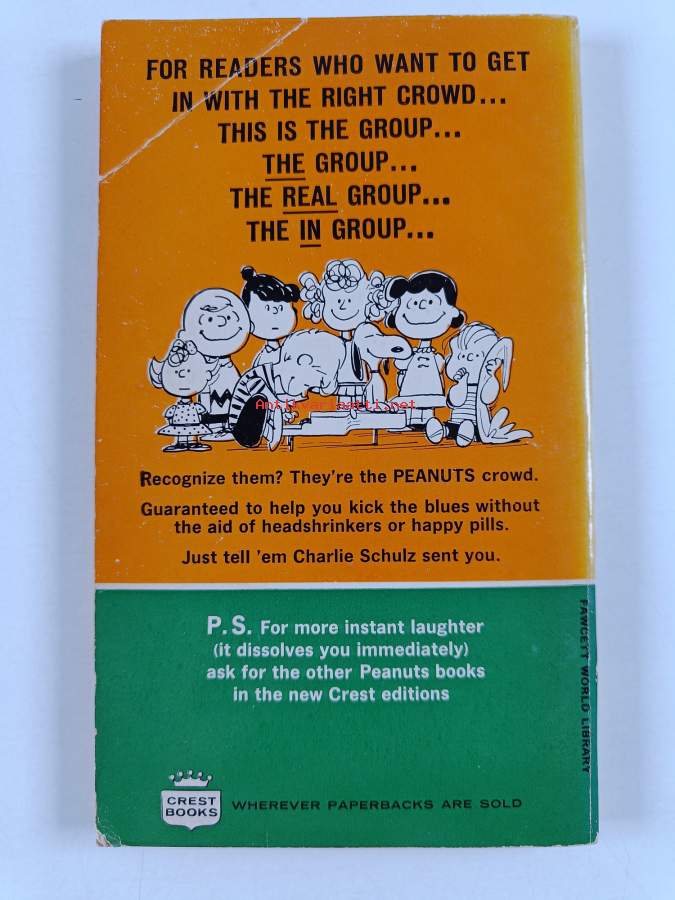 FOR READERS WHO WANT TO GET
IN WITH THE RIGHT CROWD...
THIS IS THE GROUP...
THE GROUP...
THE REAL GROUP...
THE IN GROUP...
Antikvariaatti.net
Recognize them? They're the PEANUTS crowd.
Guaranteed to help you kick the blues without
the aid of headshrinkers or happy pills.
Just tell 'em Charlie Schulz sent you.
P.S. For more instant laughter
(it dissolves you immediately)
ask for the other Peanuts books
in the new Crest editions
FAWCETT WORLD LIBRARY
CREST
BOOKS
WHEREVER PAPERBACKS ARE SOLD